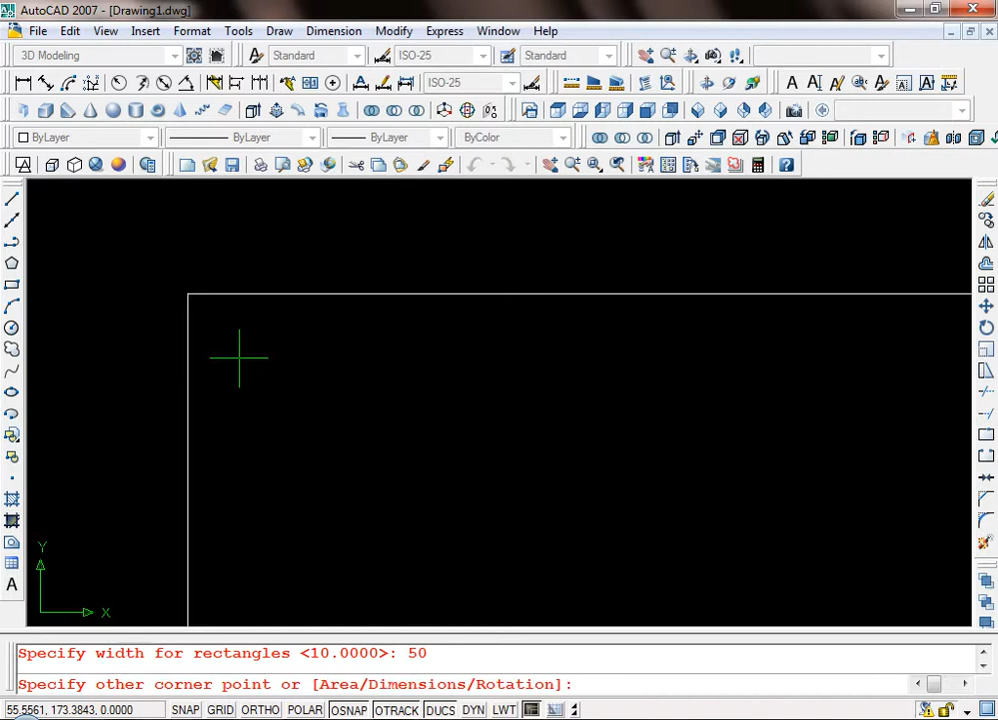 AutoCAD 2007 - [Drawing1.dwg]
File Edit View Insert Format Tools Draw Dimension Modify Express Window Help
3D Modeling Standard ISO-25 Standard
ISO-25 A A
ByLayer ByLayer ByLayer ByColor
A
Y
X
Specify width for rectangles <10.0000>: 50
Specify other corner point or [Area/Dimensions/Rotation]:
55.5561, 173.3843, 0.0000 SNAP GRID ORTHO POLAR OSNAP OTRACK DUCS DYN LWT